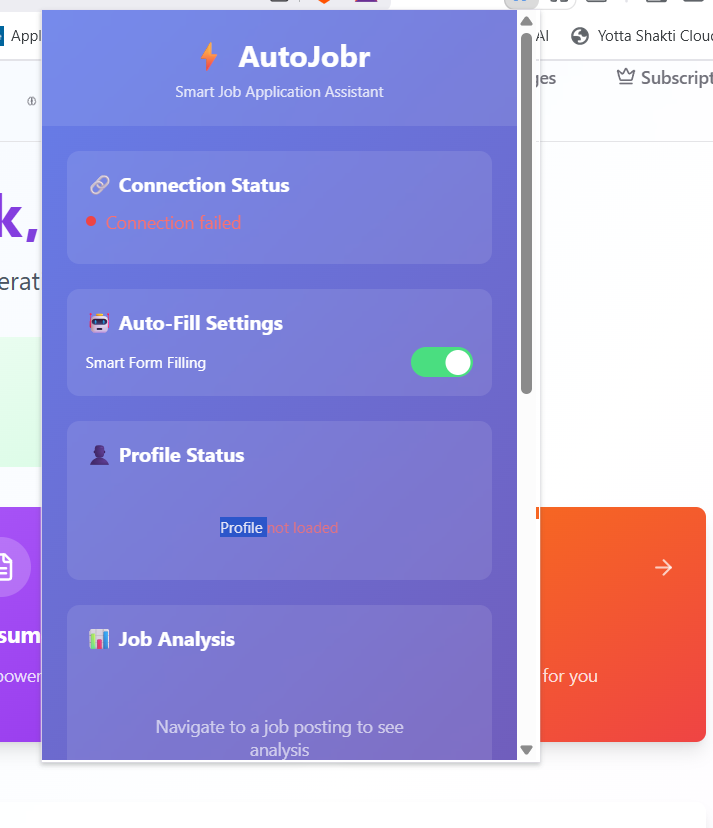 Appl
AutoJobr
AI
Yotta Shakti Cloud
Smart Job Application Assistant
ges
Subscript
Connection Status
Connection failed
k,
erat
Auto-Fill Settings
Smart Form Filling
Profile Status
Profile not loaded
Job Analysis
sum
power
for you
Navigate to a job posting to see
analysis